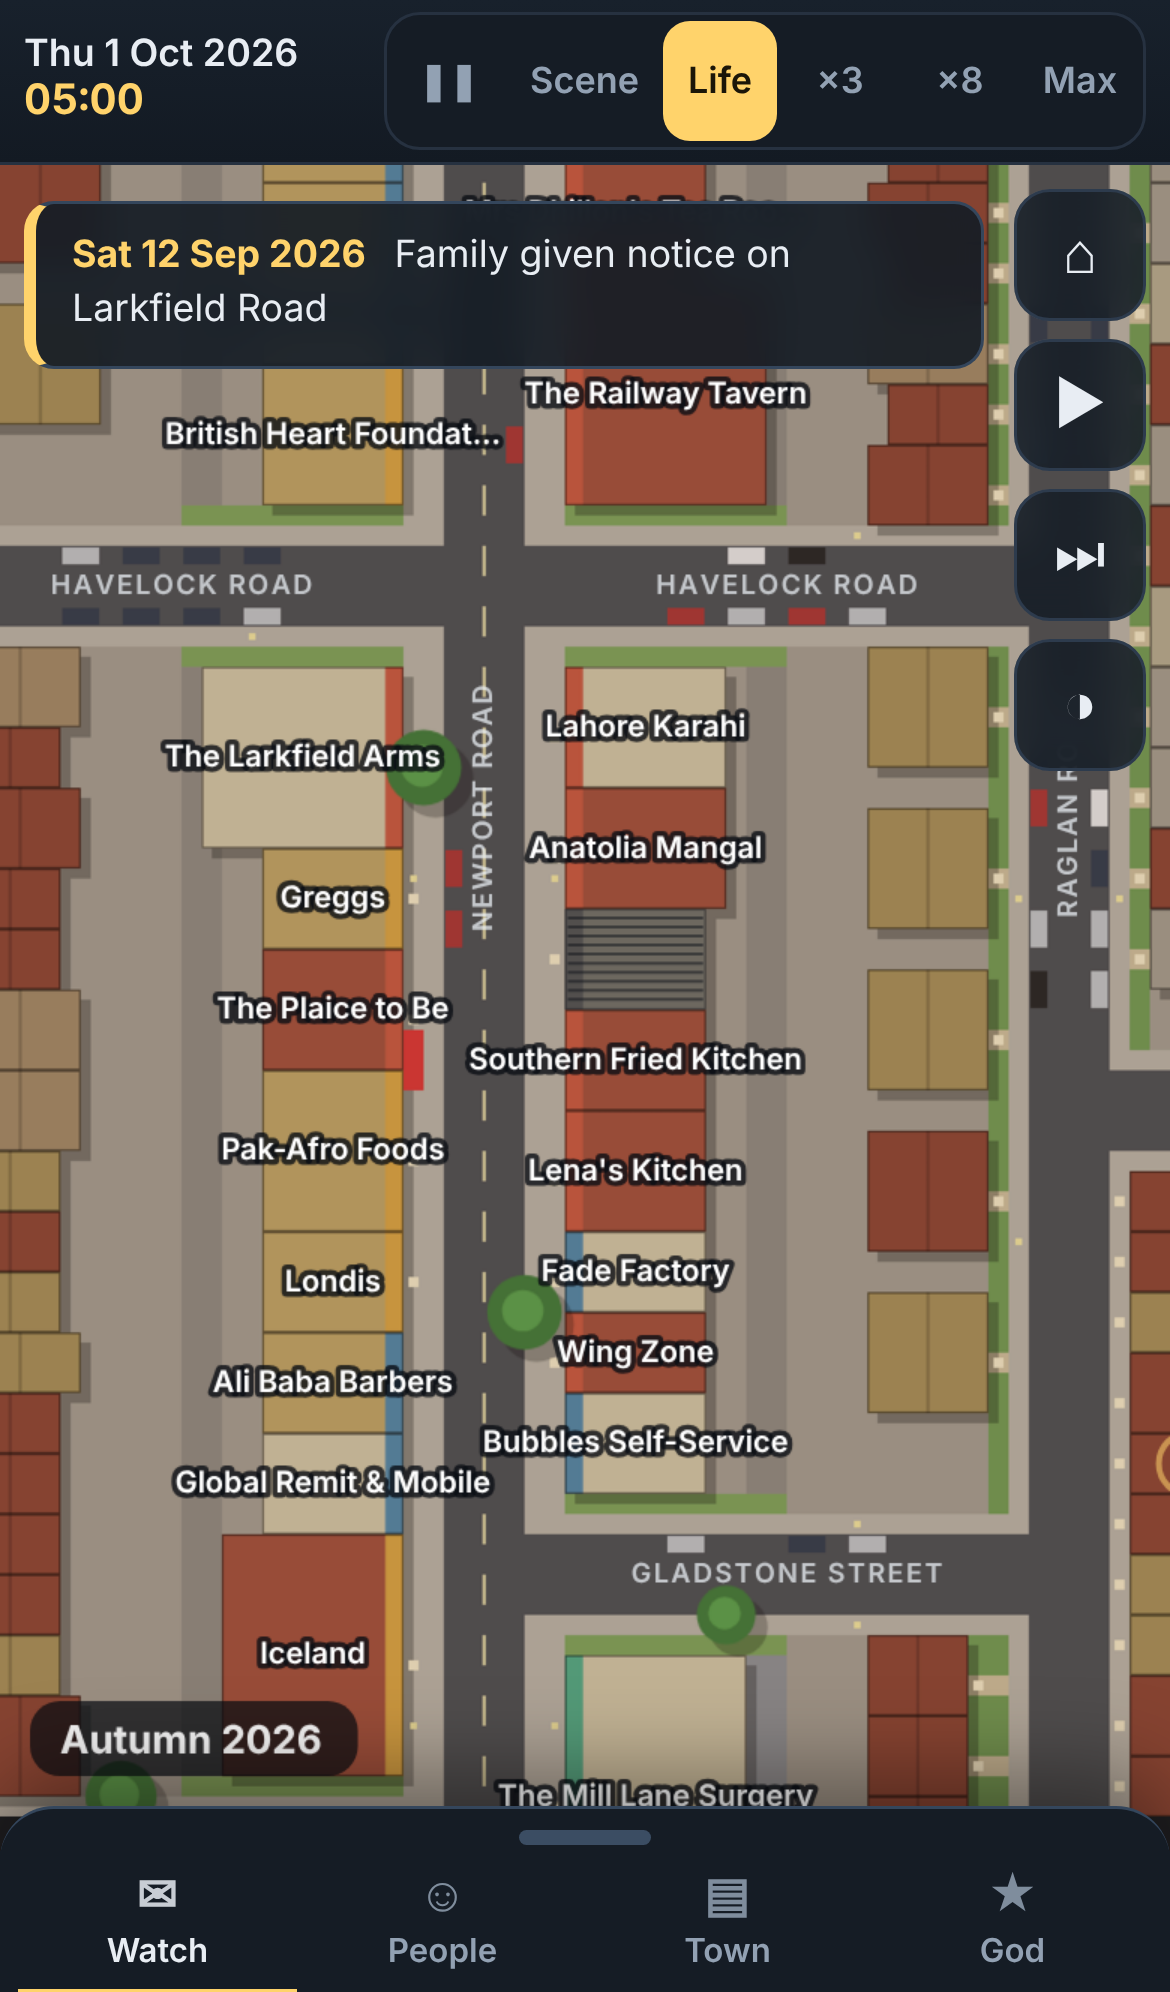 Thu 1 Oct 2026
05:00
Scene
Life
×3
×8
Max
Sat 12 Sep 2026 Family given notice on
Larkfield Road
The Railway Tavern
British Heart Foundat...
HAVELOCK ROAD
HAVELOCK ROAD
NEWPORT ROAD
RAGLAN
The Larkfield Arms
Lahore Karahi
Anatolia Mangal
Greggs
The Plaice to Be
Southern Fried Kitchen
Pak-Afro Foods
Lena's Kitchen
Londis
Fade Factory
Wing Zone
Ali Baba Barbers
Bubbles Self-Service
Global Remit & Mobile
GLADSTONE STREET
Iceland
Autumn 2026
The Mill Lane Surgery
Watch
People
Town
God